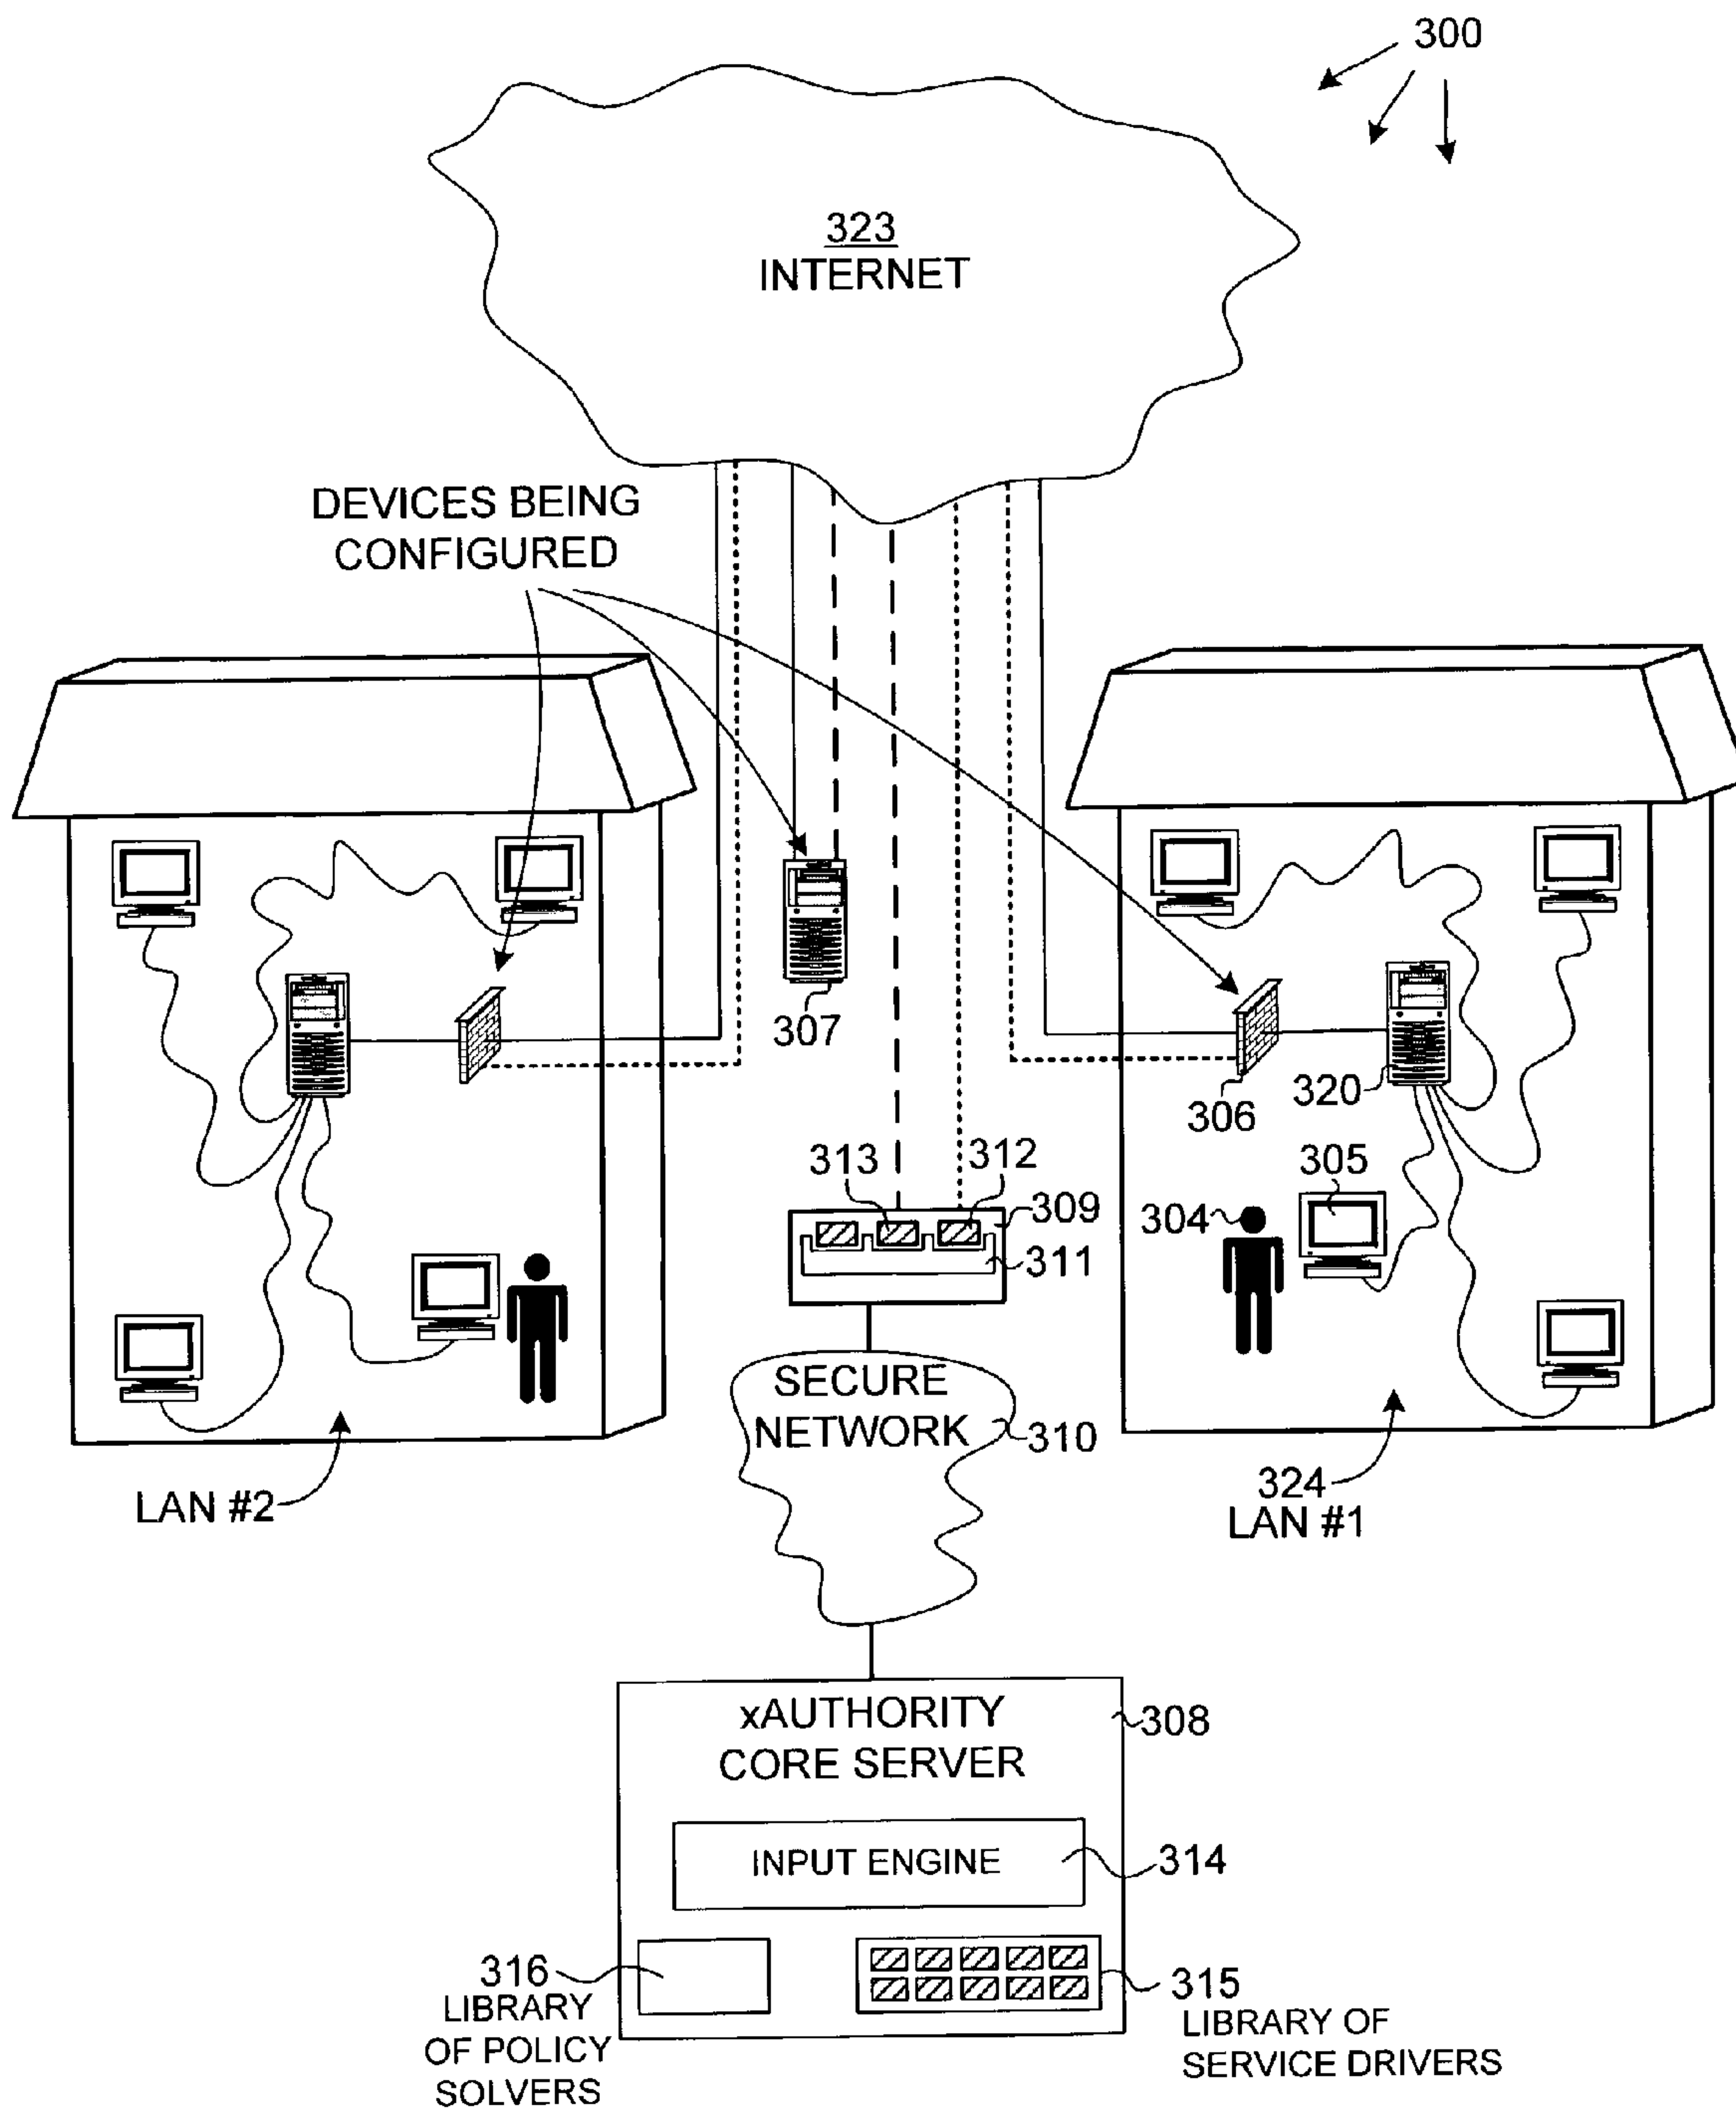 300
323
INTERNET
DEVICES BEING
CONFIGURED
307
306
320
313
312
305
309
304
311
SECURE
NETWORK
310
LAN #2
324
LAN #1
xAUTHORITY
CORE SERVER
308
INPUT ENGINE
314
316
LIBRARY
OF POLICY
SOLVERS
315
LIBRARY OF
SERVICE DRIVERS